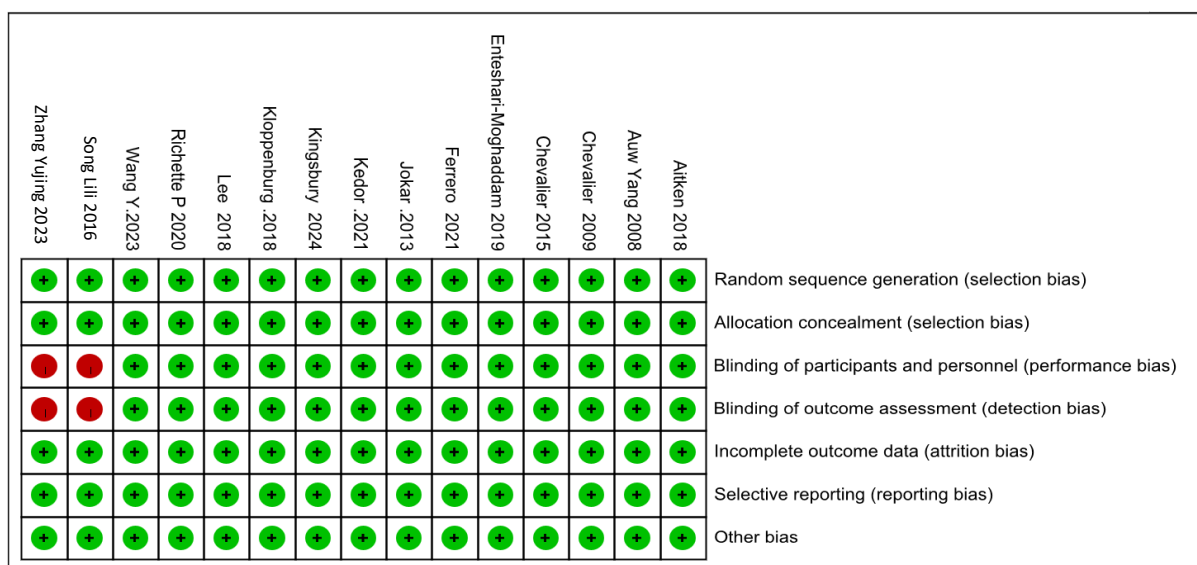 Zhang Yujing 2023
Song Lili 2016
Wang Y.2023
Richette P 2020
Lee 2018
Kloppenburg .2018
Kingsbury 2024
Kedor .2021
Jokar .2013
Ferrero 2021
Enteshari-Moghaddam 2019
Chevalier 2015
Chevalier 2009
Auw Yang 2008
Aitken 2018
+ + + + + + + + + + + + + + + Random sequence generation (selection bias)
+ + + + + + + + + + + + + + + Allocation concealment (selection bias)
– – + + + + + + + + + + + + + Blinding of participants and personnel (performance bias)
– – + + + + + + + + + + + + + Blinding of outcome assessment (detection bias)
+ + + + + + + + + + + + + + + Incomplete outcome data (attrition bias)
+ + + + + + + + + + + + + + + Selective reporting (reporting bias)
+ + + + + + + + + + + + + + + Other bias